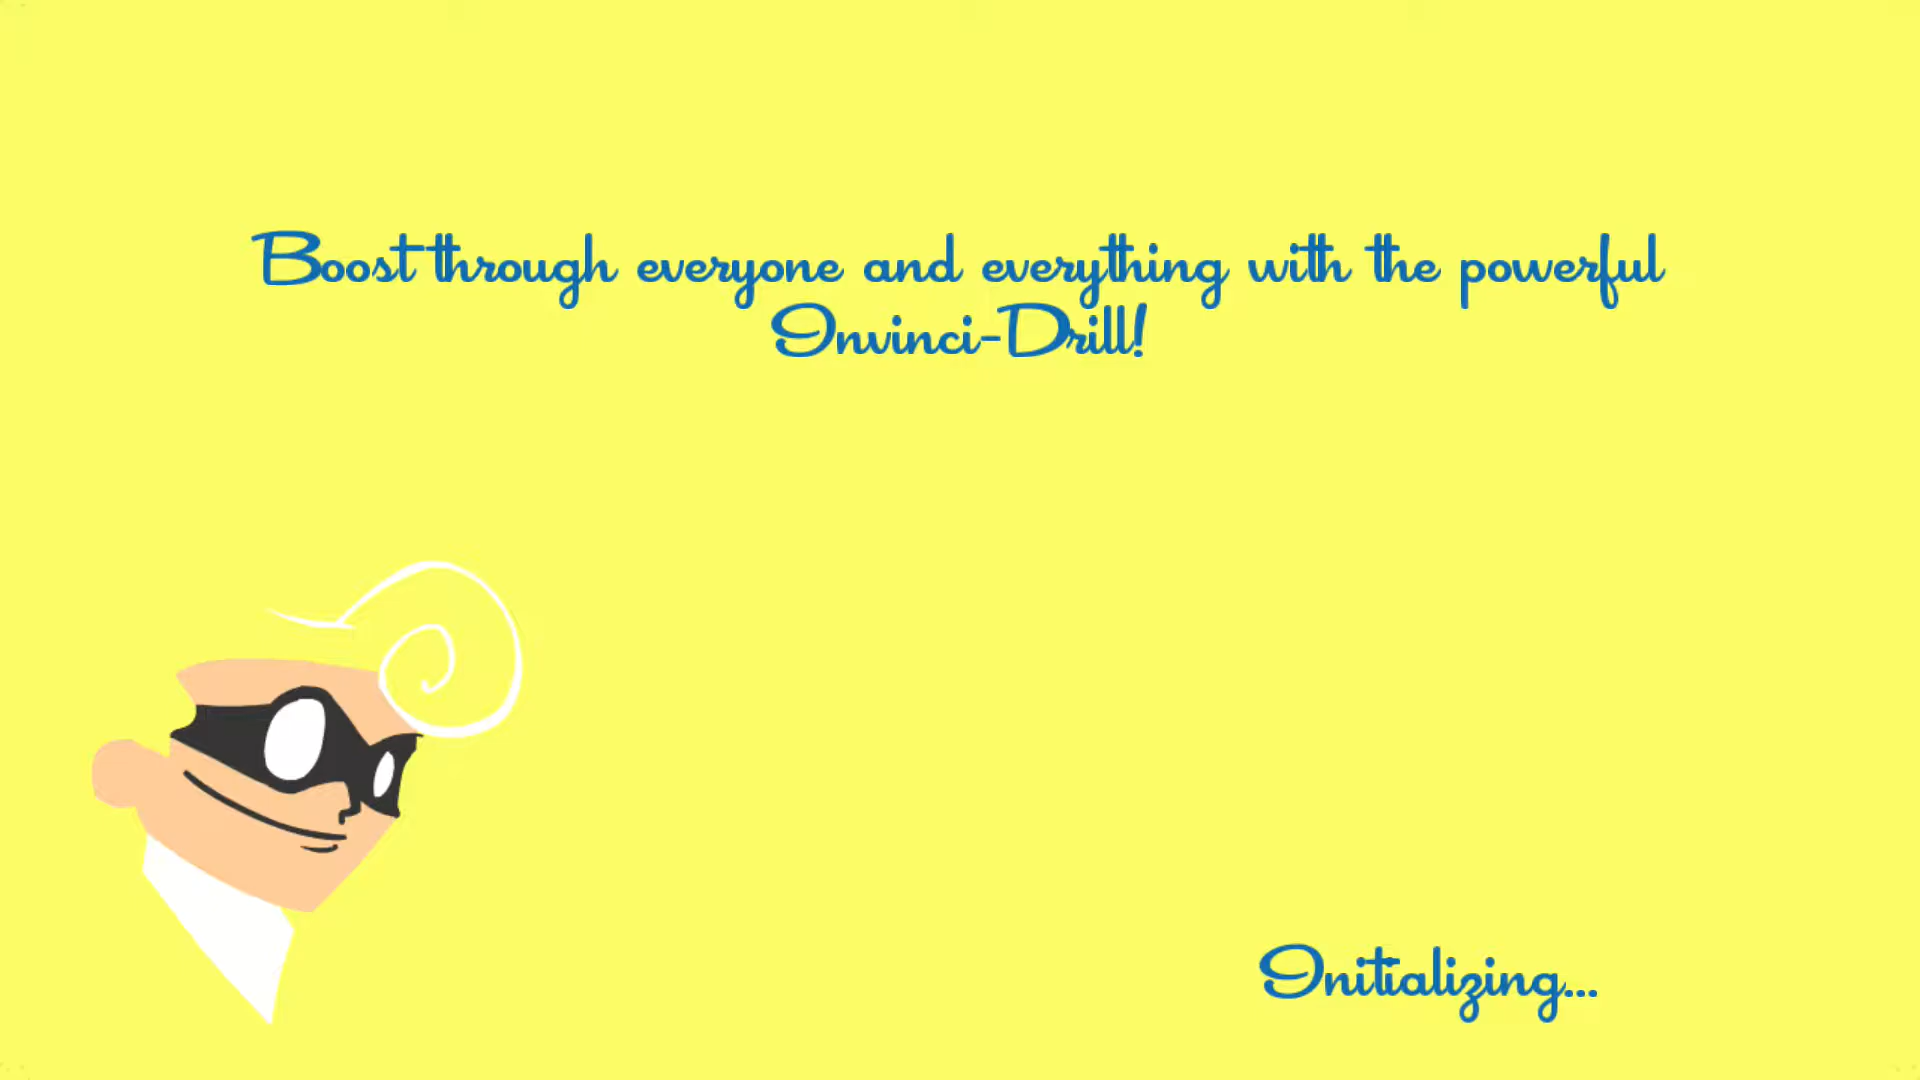 Boost through everyone and everything with the powerful
Invinci-Drill!
Initializing...